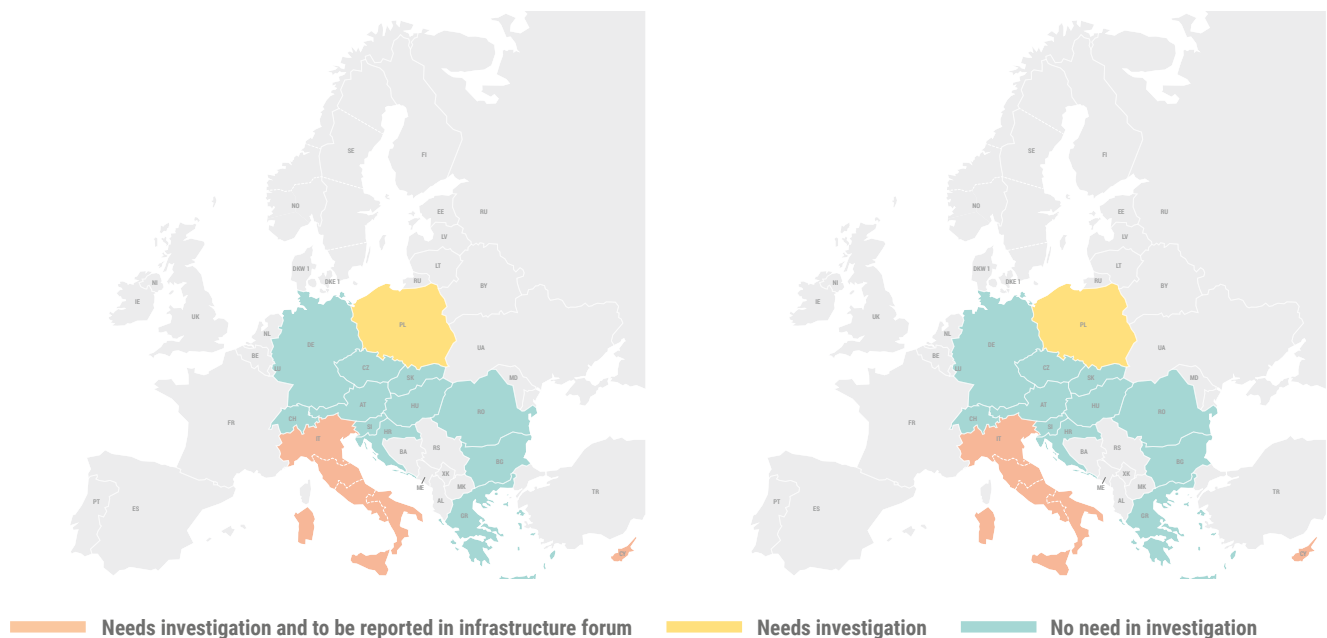 SE
FI
NO
EE
RU
LV
DKW 1
LT
DKE 1
RU
NI
BY
IE
UK
NL
PL
BE
DE
UA
LU
CZ
SK
MD
AT
HU
CH
RO
FR
SI
HR
IT
BA
RS
BG
XK
ME
MK
PT
AL
TR
ES
GR
CY
SE
FI
NO
EE
RU
LV
DKW 1
LT
DKE 1
RU
NI
BY
IE
UK
NL
PL
BE
DE
UA
LU
CZ
SK
MD
AT
HU
CH
RO
FR
SI
HR
IT
BA
RS
BG
XK
ME
MK
PT
AL
TR
ES
GR
CY
Needs investigation and to be reported in infrastructure forum
Needs investigation
No need in investigation